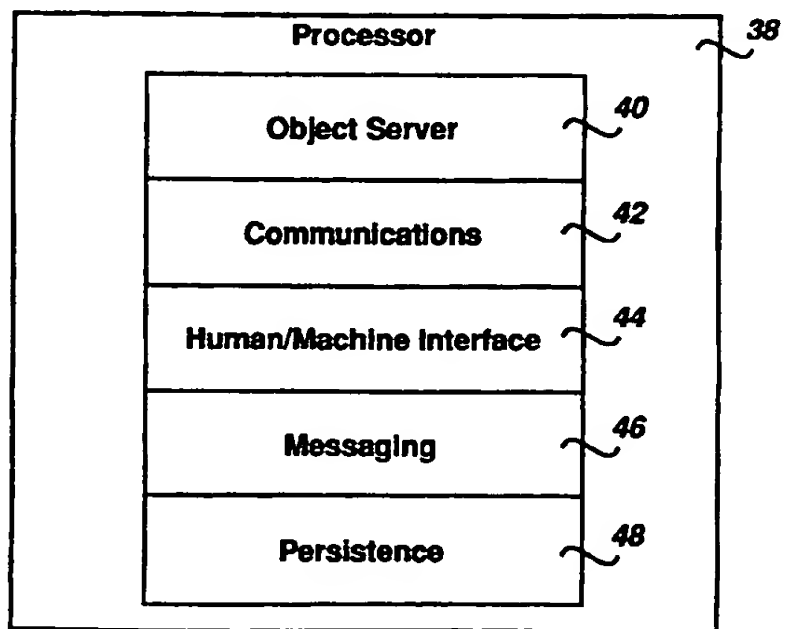 Processor 38
Object Server 40
Communications 42
Human/Machine Interface 44
Messaging 46
Persistence 48